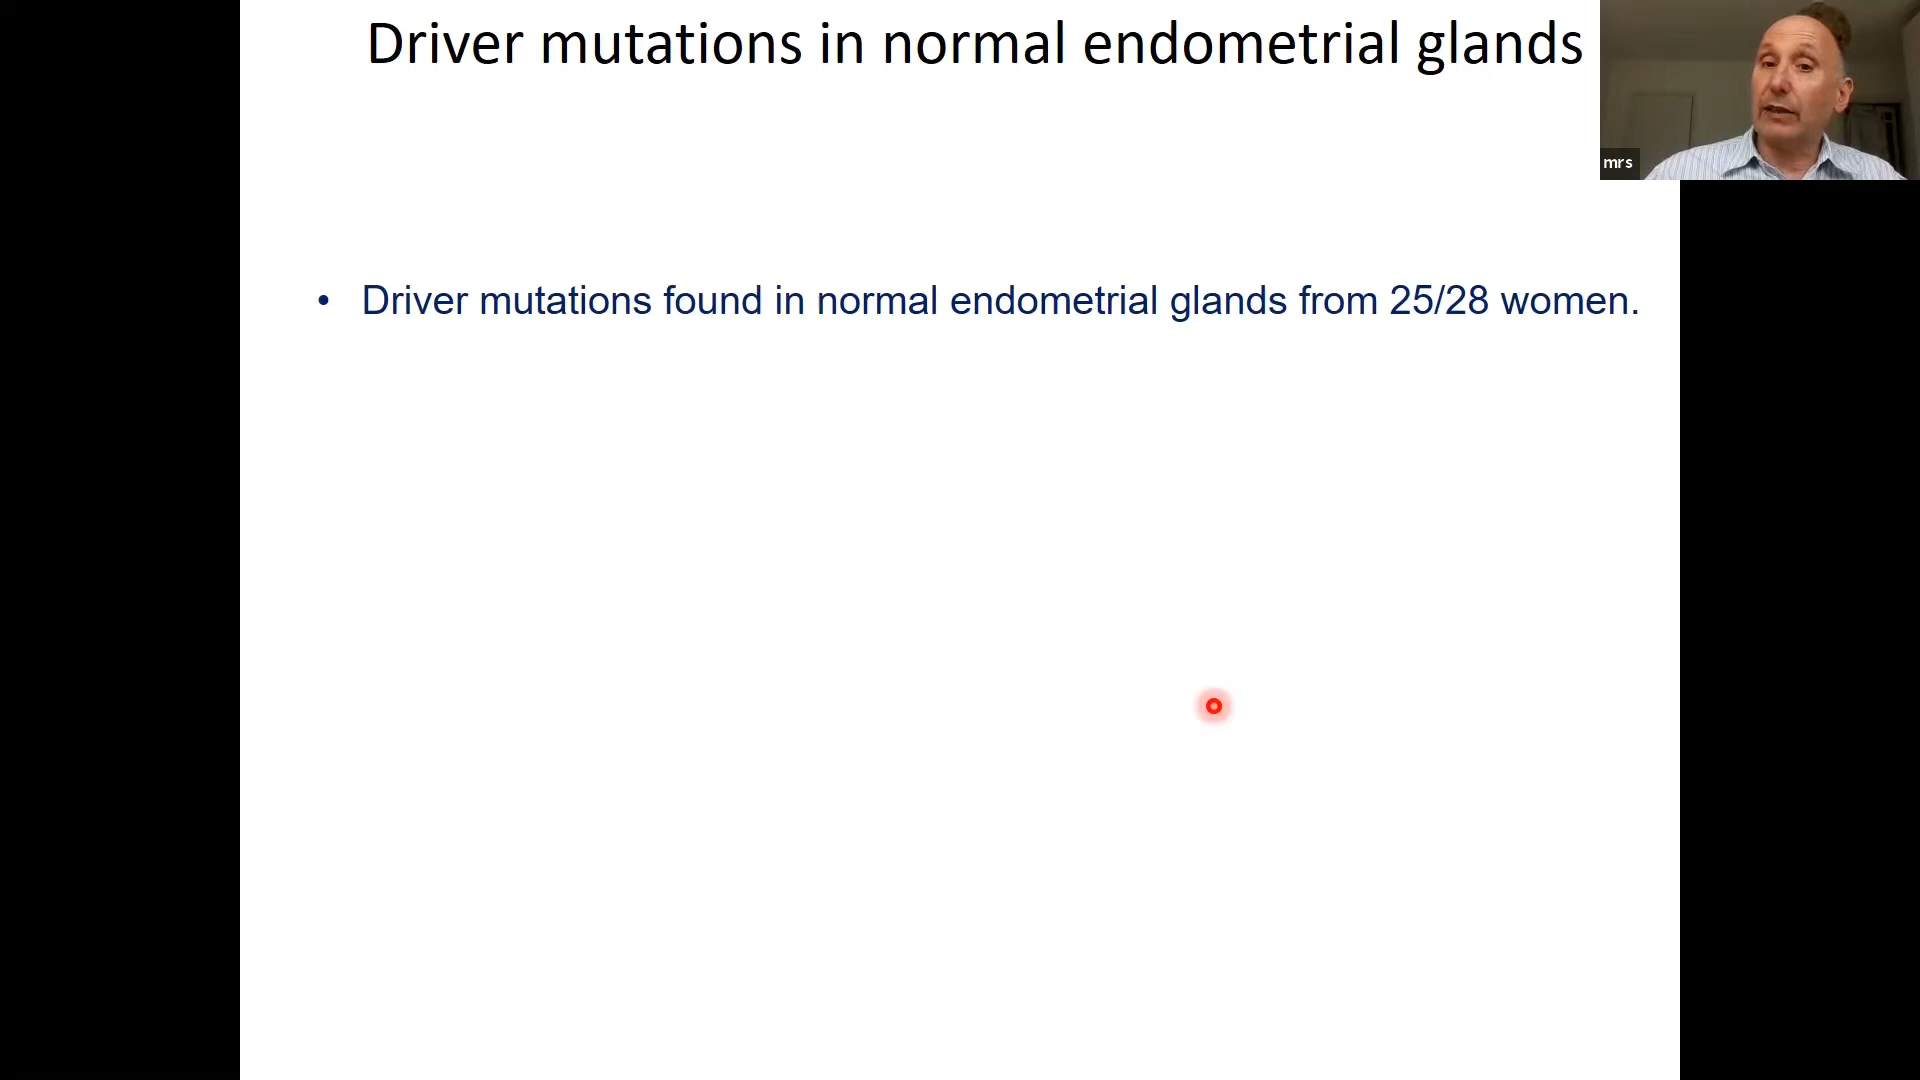 Driver mutations in normal endometrial glands
mrs
• Driver mutations found in normal endometrial glands from 25/28 women.